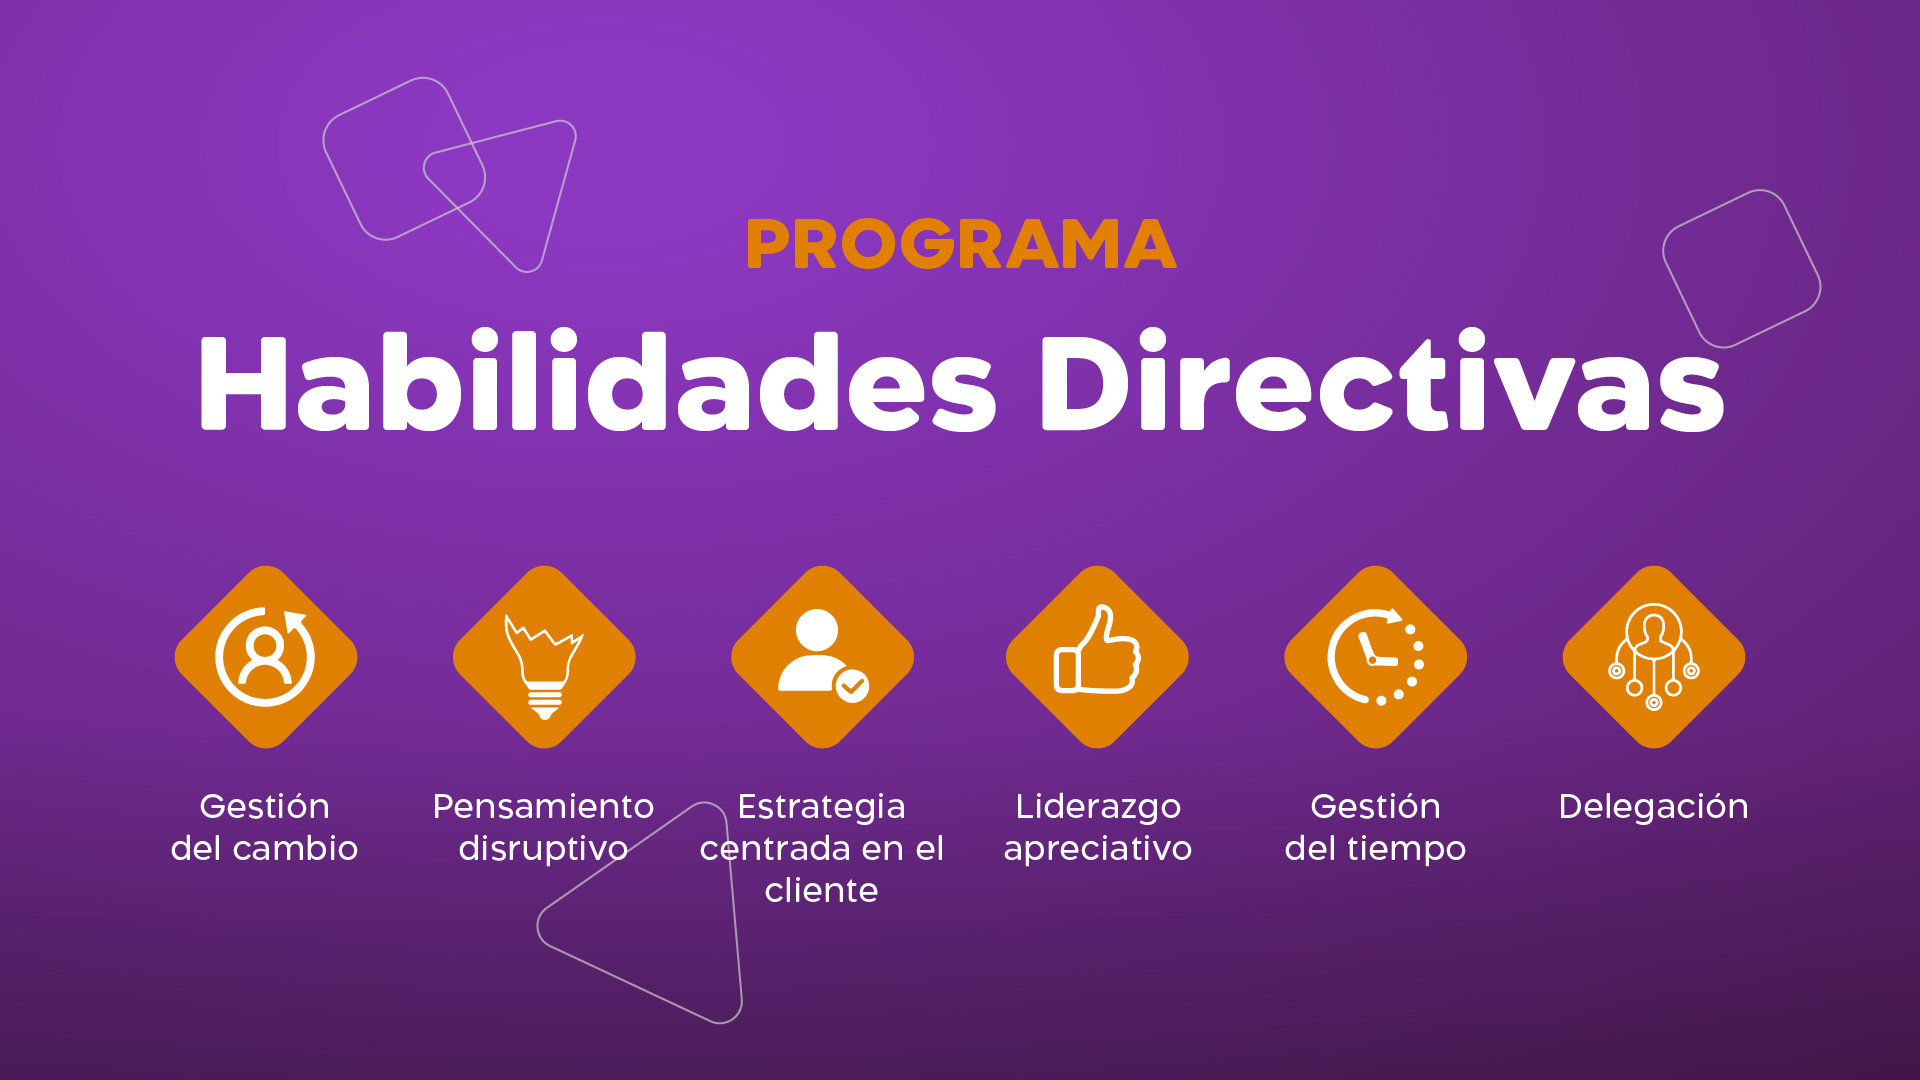 PROGRAMA
Habilidades Directivas
Gestión
del cambio
Pensamiento
disruptivo
Estrategia
centrada en el
cliente
Liderazgo
apreciativo
Gestión
del tiempo
Delegación